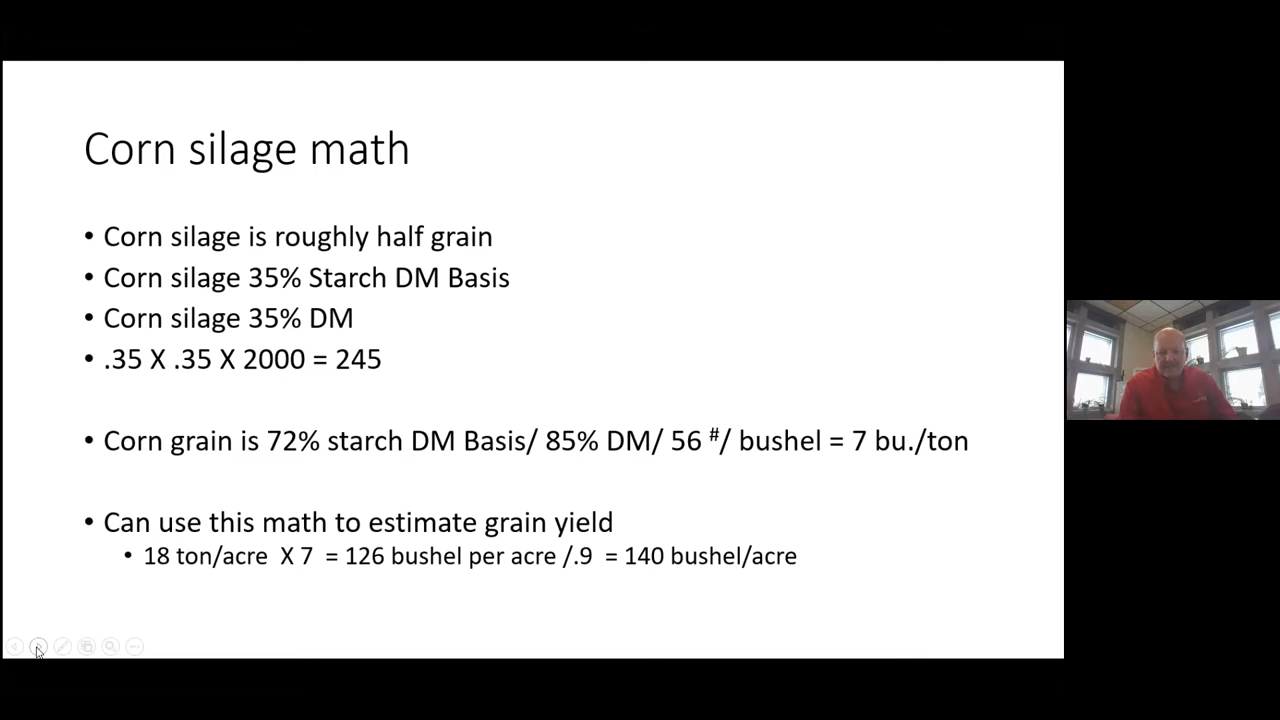 Corn silage math
• Corn silage is roughly half grain
• Corn silage 35% Starch DM Basis
• Corn silage 35% DM
• .35 X .35 X 2000 = 245
• Corn grain is 72% starch DM Basis/ 85% DM/ 56 #/ bushel = 7 bu./ton
• Can use this math to estimate grain yield
• 18 ton/acre X 7 = 126 bushel per acre /.9 = 140 bushel/acre